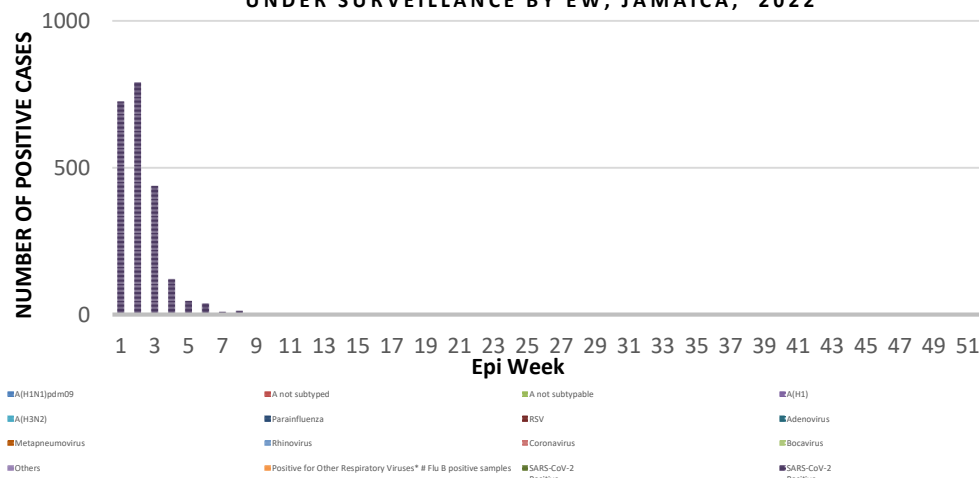 UNDER SURVEILLANCE BY EW, JAMAICA, 2022
NUMBER OF POSITIVE CASES
1000
500
0
1 3 5 7 9 11 13 15 17 19 21 23 25 27 29 31 33 35 37 39 41 43 45 47 49 51
Epi Week
A(H1N1)pdm09 A not subtyped A not subtypable A(H1)
A(H3N2) Parainfluenza RSV Adenovirus
Metapneumovirus Rhinovirus Coronavirus Bocavirus
Others Positive for Other Respiratory Viruses* # Flu B positive samples SARS-CoV-2 SARS-CoV-2